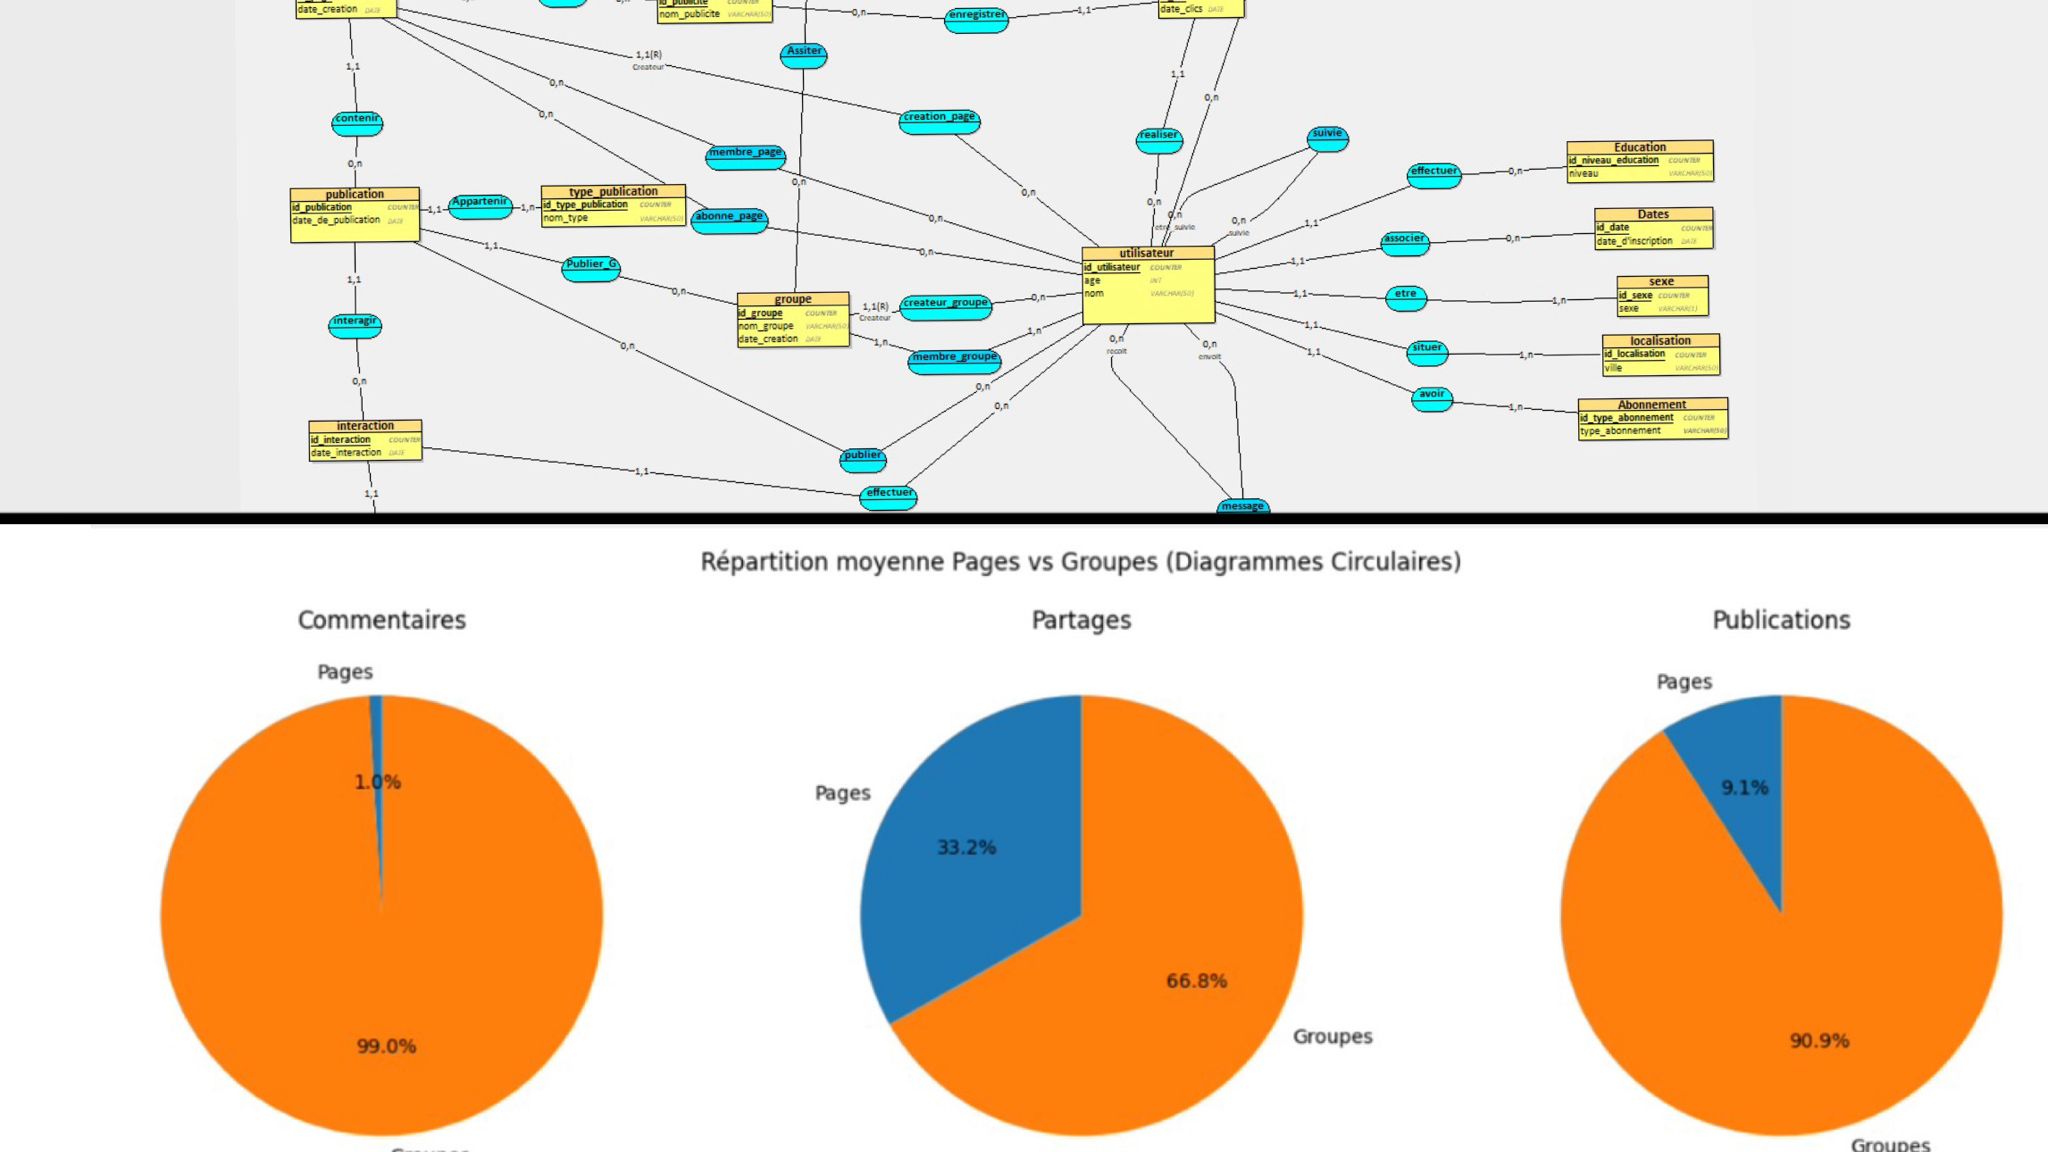 date_creation DATE
0,n
id_publicite COUNTER
nom_publicite VARCHAR(50)
0,n
enregistrer
1,1
date_clics DATE
Assiter
1,1(R)
Createur
1,1
0,n
1,1
0,n
0,n
contenir
creation_page
realiser
suivie
Education
id_niveau_education COUNTER
niveau VARCHAR(50)
membre_page
effectuer
0,n
0,n
0,n
0,n
publication
id_publication COUNTER
date_de_publication DATE
1,1
Appartenir
1,n
type_publication
id_type_publication COUNTER
nom_type VARCHAR(50)
abonne_page
0,n
0,n
0,n
suivie
0,n
suivie
1,1
Dates
id_date COUNTER
date_d'inscription DATE
associer
0,n
1,1
Publier_G
0,n
0,n
1,1
utilisateur
id_utilisateur COUNTER
age INT
nom VARCHAR(50)
1,1
0,n
groupe
id_groupe COUNTER
nom_groupe VARCHAR(50)
date_creation DATE
1,1(R)
Createur
createur_groupe
0,n
1,1
etre
1,n
sexe
id_sexe COUNTER
sexe VARCHAR(1)
interagir
1,n
membre_groupe
1,n
1,1
situer
1,n
localisation
id_localisation COUNTER
ville VARCHAR(50)
0,n
0,n
recoit
0,n
envoit
1,1
0,n
0,n
0,n
avoir
1,n
Abonnement
id_type_abonnement COUNTER
type_abonnement VARCHAR(50)
interaction
id_interaction COUNTER
date_interaction DATE
publier
1,1
1,1
effectuer
message
Répartition moyenne Pages vs Groupes (Diagrammes Circulaires)
Commentaires
Pages
1.0%
99.0%
Partages
Pages
33.2%
66.8%
Groupes
Publications
Pages
9.1%
90.9%
Groupes